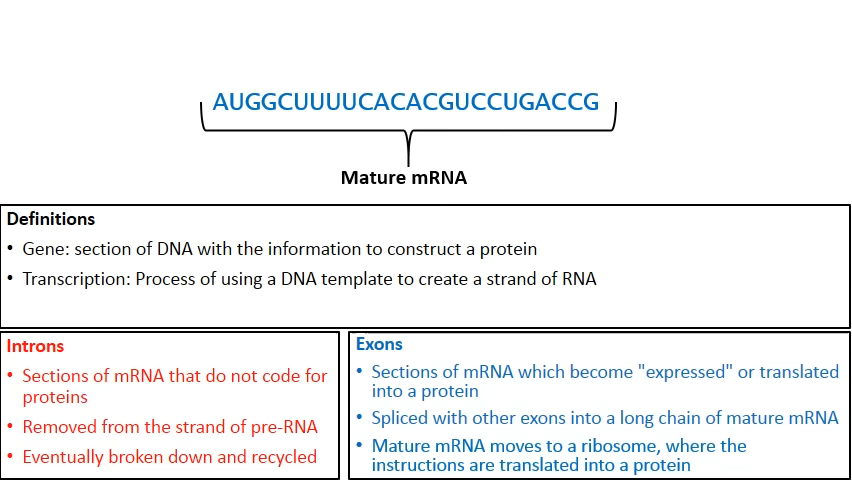 AUGGCUUUUCACACGUCCUGACCG
Mature mRNA
Definitions
• Gene: section of DNA with the information to construct a protein
• Transcription: Process of using a DNA template to create a strand of RNA
Introns
• Sections of mRNA that do not code for
proteins
• Removed from the strand of pre-RNA
• Eventually broken down and recycled
Exons
• Sections of mRNA which become "expressed" or translated
into a protein
• Spliced with other exons into a long chain of mature mRNA
• Mature mRNA moves to a ribosome, where the
instructions are translated into a protein